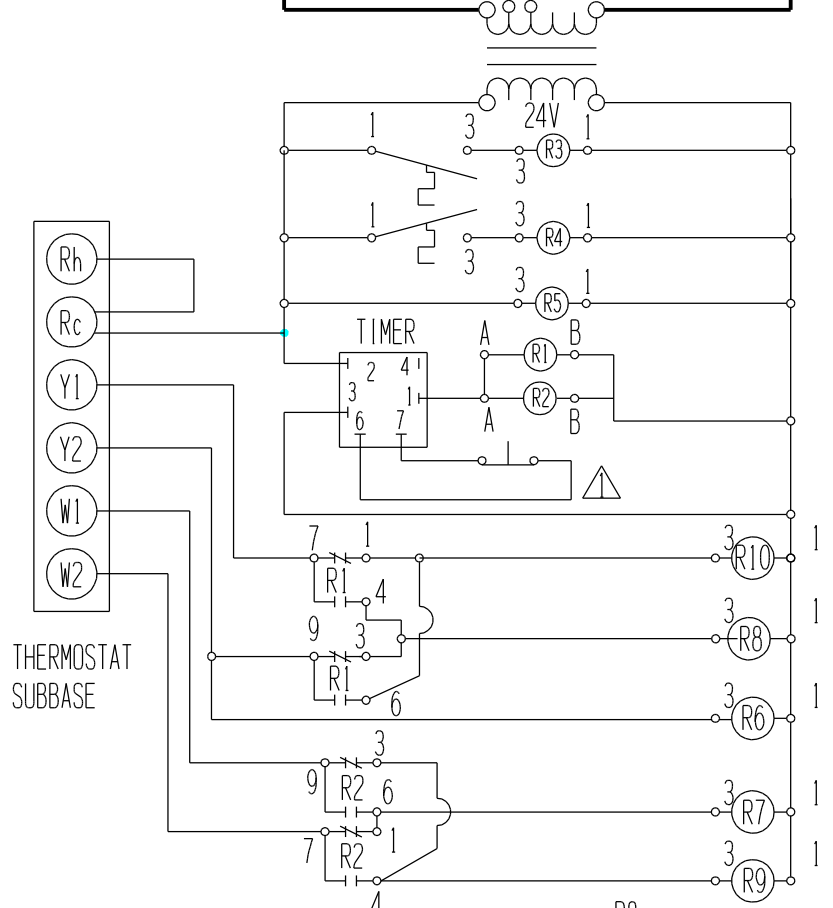 24V
1 3 R3 1
3
1 3 R4 1
3
3 R5 1
Rh
Rc
Y1
Y2
W1
W2
THERMOSTAT
SUBBASE
TIMER
2 4
3 1
6 7
A R1 B
R2
A B
1
7 1 3 R10 1
R1 4
9 3 3 R8 1
R1 6
3 R6 1
3
9 R2 6 3 R7 1
7 R2 1 3 R9 1
4